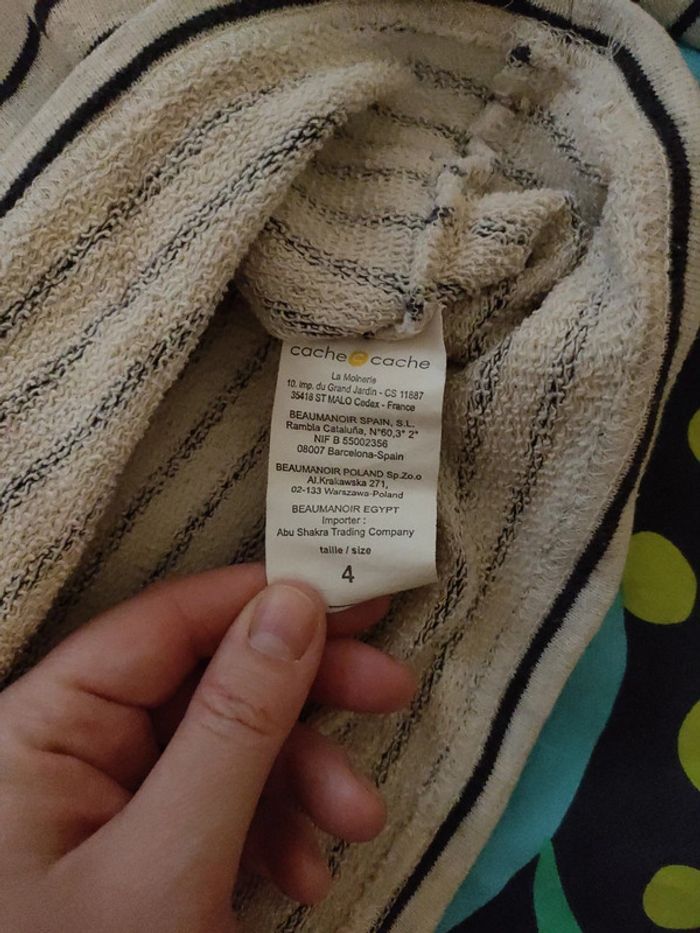 cache cache
La Moinerie
10. Imp. du Grand Jardin - CS 11887
35418 ST MALO Cedex - France
BEAUMANOIR SPAIN, S.L.
Rambla Cataluña, N°60,3° 2°
NIF B 55002356
08007 Barcelona-Spain
BEAUMANOIR POLAND Sp.Zo.o
Al.Krakawska 271,
02-133 Warszawa-Poland
BEAUMANOIR EGYPT
Importer :
Abu Shakra Trading Company
taille / size
4